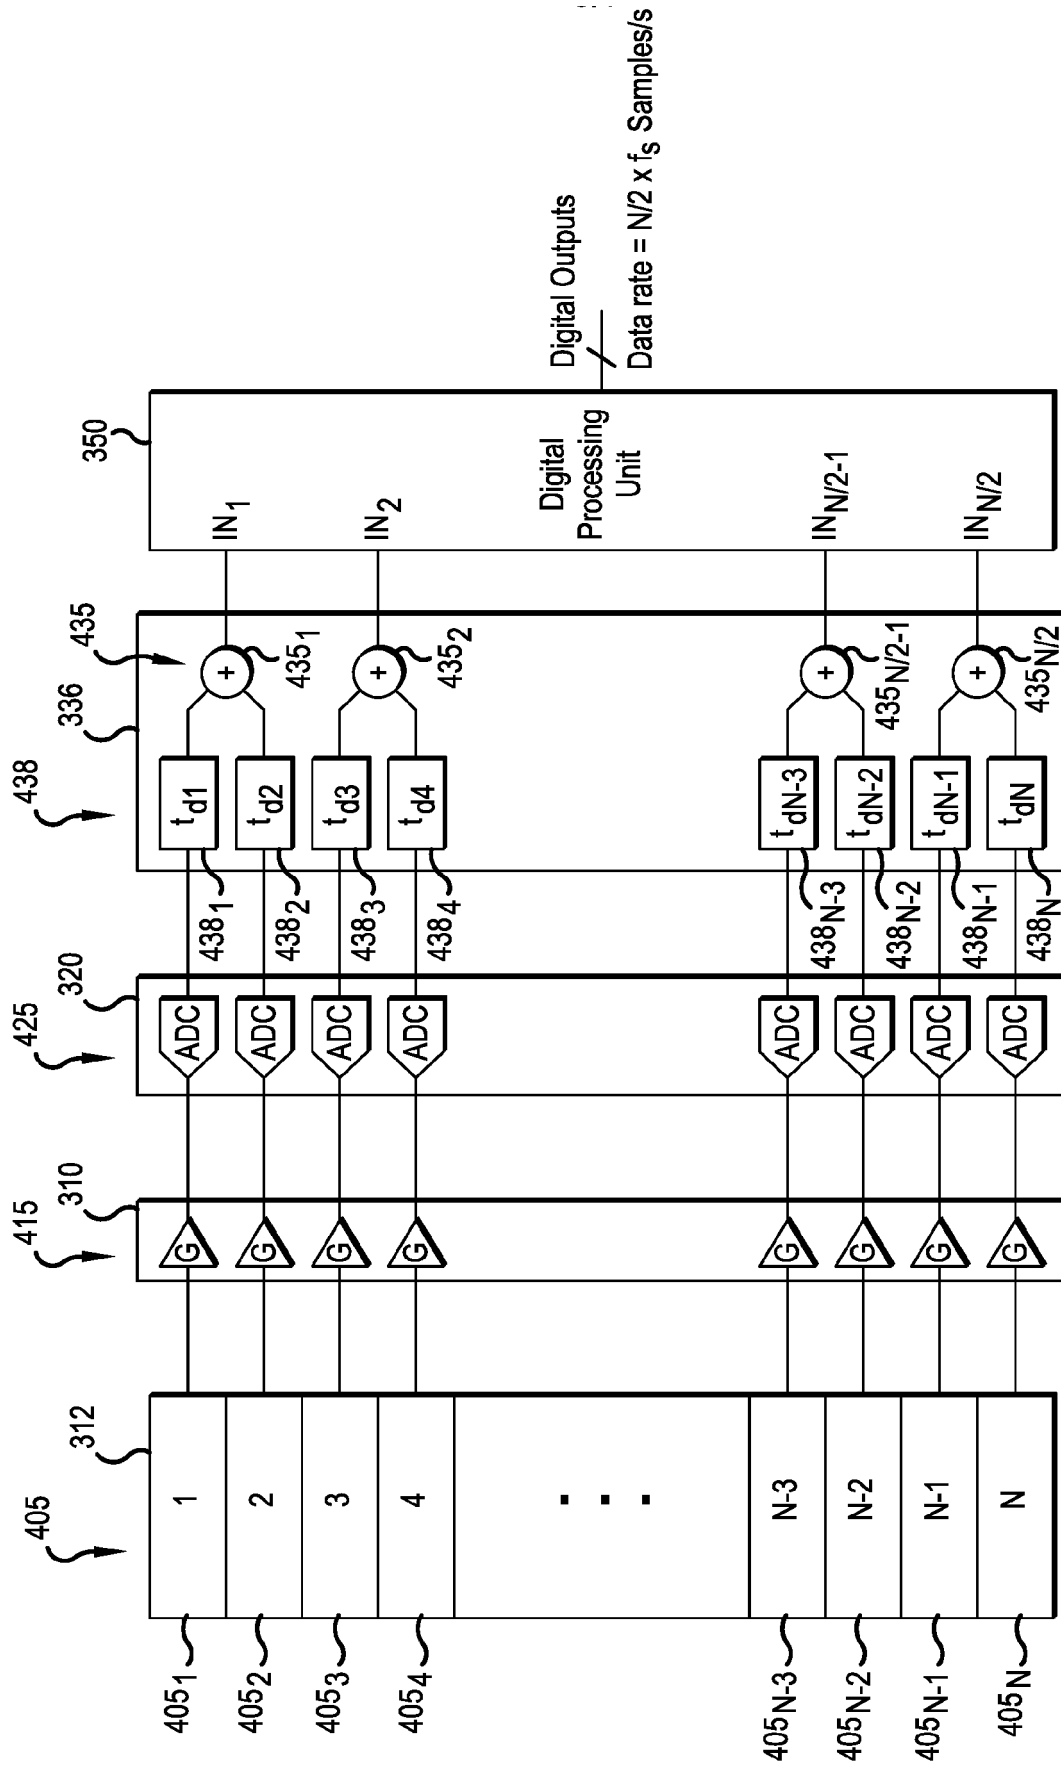 405
312
405₁
405₂
405₃
405₄
405N-3
405N-2
405N-1
405N
1
2
3
4
. . .
N-3
N-2
N-1
N
415
310
G
G
G
G
G
G
G
G
425
320
ADC
ADC
ADC
ADC
ADC
ADC
ADC
ADC
438
336
435
438₁
438₂
438₃
438₄
438N-3
438N-2
438N-1
438N
td1
td2
td3
td4
tdN-3
tdN-2
tdN-1
tdN
+
+
+
+
435₁
435₂
435N/2-1
435N/2
350
IN₁
IN₂
INN/2-1
INN/2
Digital
Processing
Unit
Digital Outputs
Data rate = N/2 x fs Samples/s